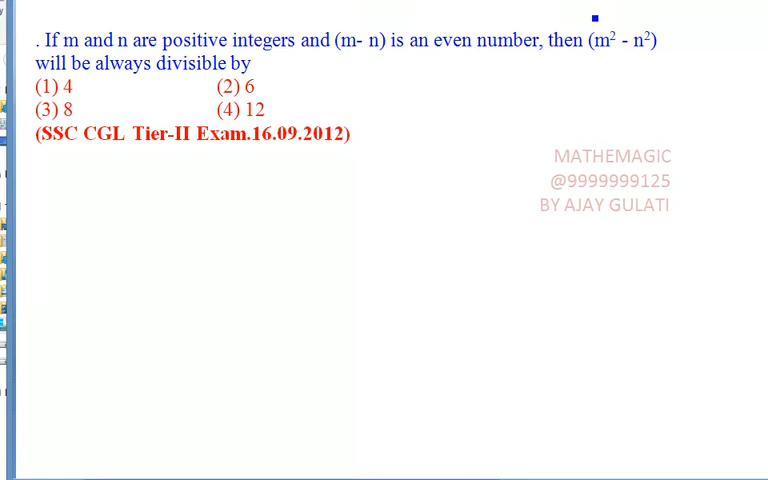 . If m and n are positive integers and (m- n) is an even number, then (m² - n²)
will be always divisible by
(1) 4 (2) 6
(3) 8 (4) 12
(SSC CGL Tier-II Exam.16.09.2012)
MATHEMAGIC
@9999999125
BY AJAY GULATI